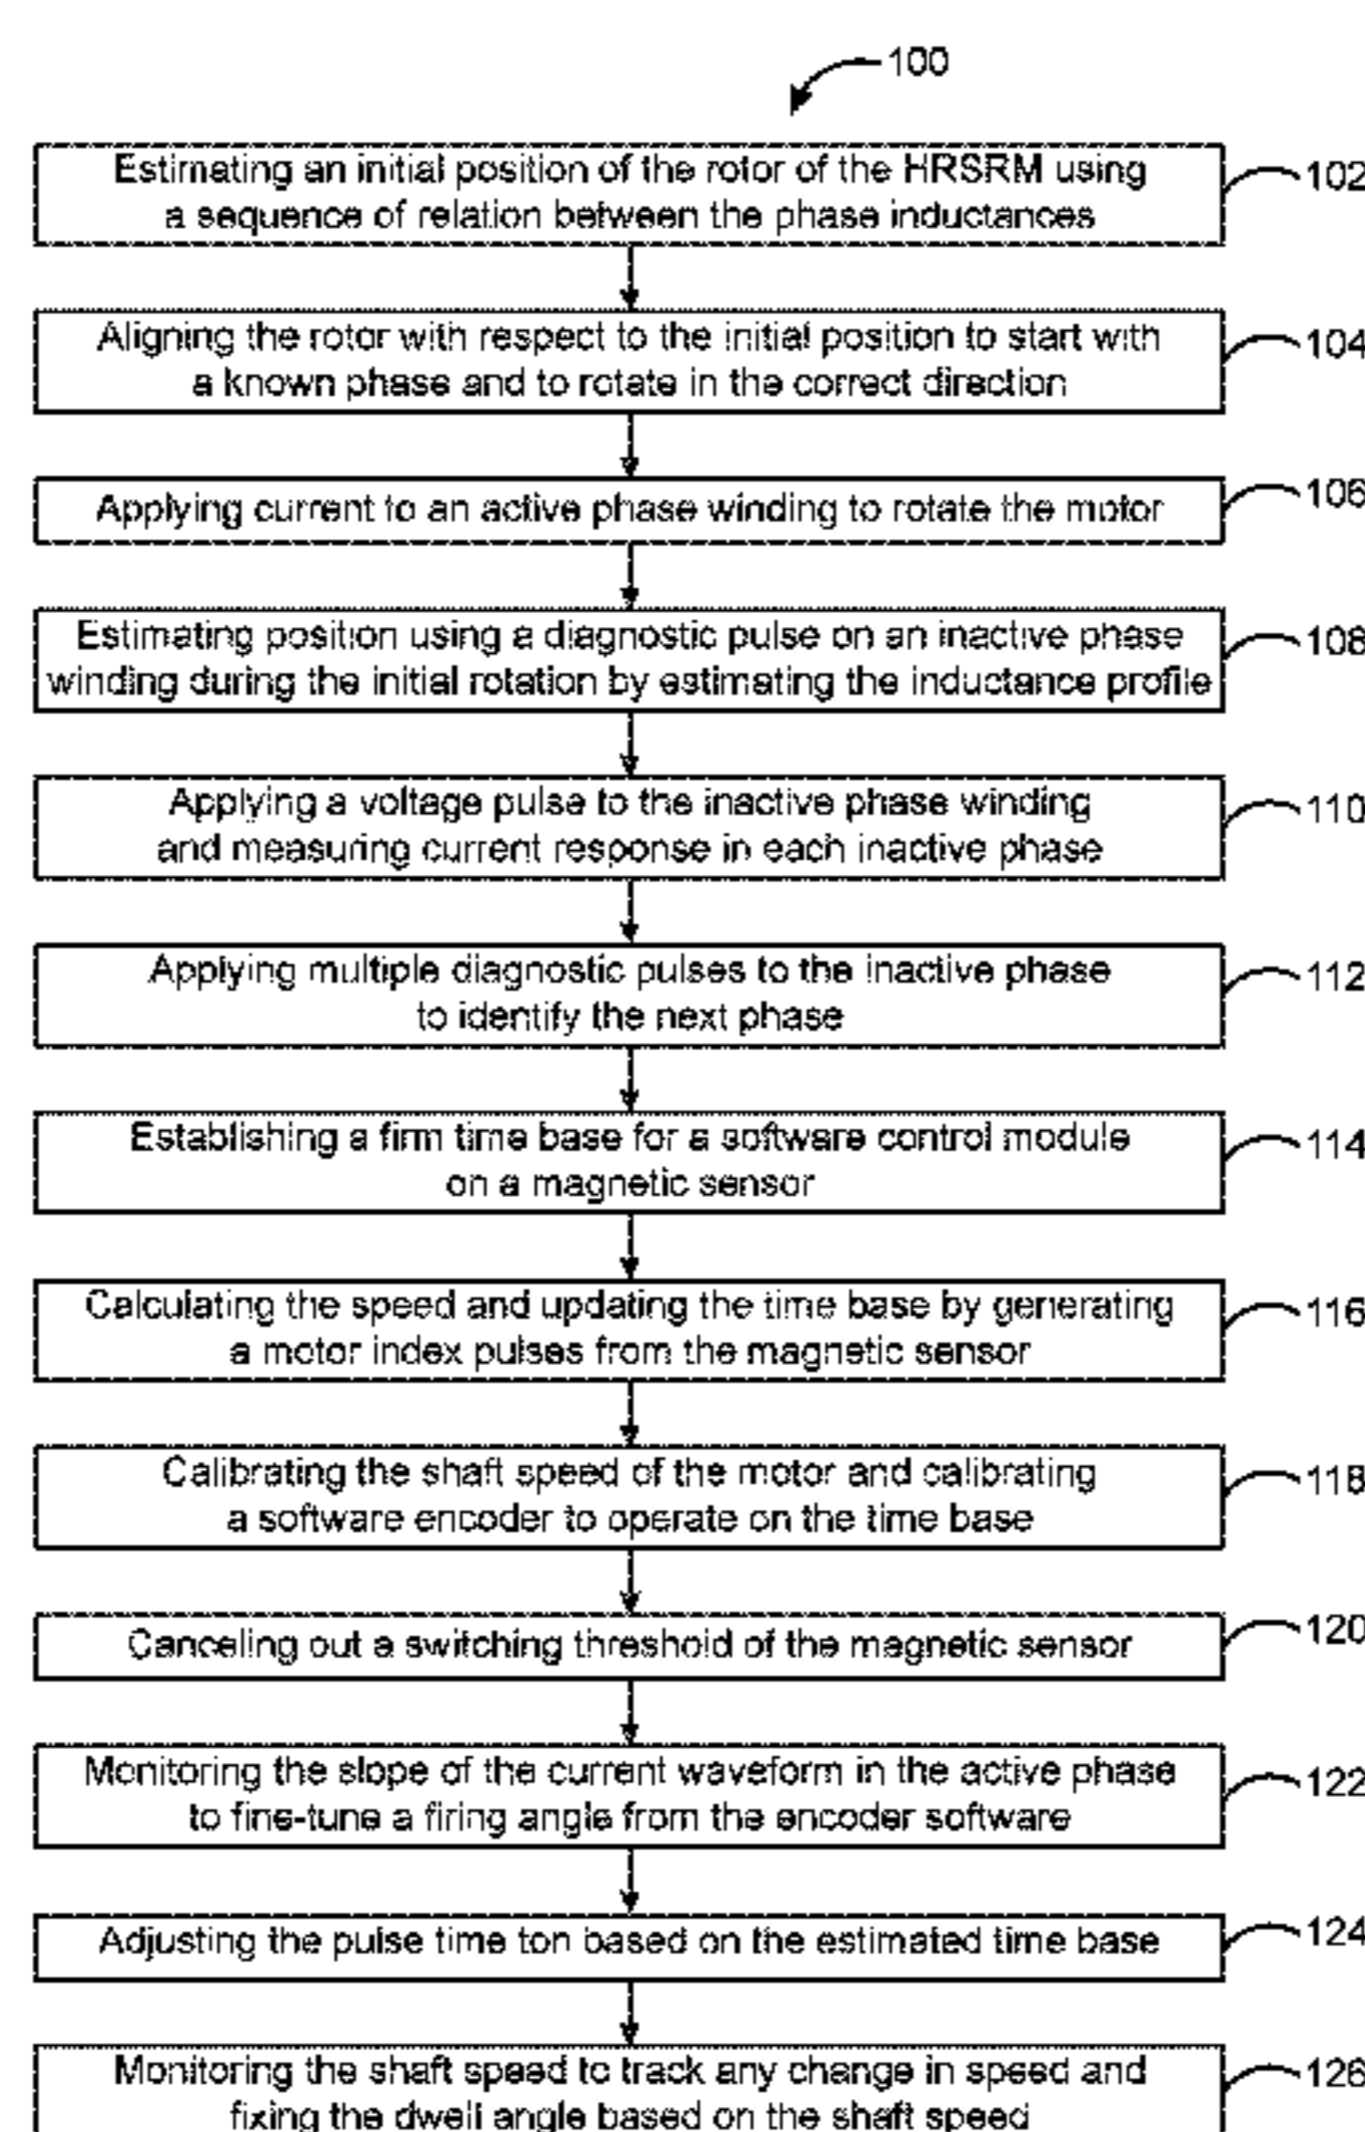 100
Estimating an initial position of the rotor of the HRSRM using
a sequence of relation between the phase inductances
102
Aligning the rotor with respect to the initial position to start with
a known phase and to rotate in the correct direction
104
Applying current to an active phase winding to rotate the motor
106
Estimating position using a diagnostic pulse on an inactive phase
winding during the initial rotation by estimating the inductance profile
108
Applying a voltage pulse to the inactive phase winding
and measuring current response in each inactive phase
110
Applying multiple diagnostic pulses to the inactive phase
to identify the next phase
112
Establishing a firm time base for a software control module
on a magnetic sensor
114
Calculating the speed and updating the time base by generating
a motor index pulses from the magnetic sensor
116
Calibrating the shaft speed of the motor and calibrating
a software encoder to operate on the time base
118
Canceling out a switching threshold of the magnetic sensor
120
Monitoring the slope of the current waveform in the active phase
to fine-tune a firing angle from the encoder software
122
Adjusting the pulse time ton based on the estimated time base
124
Monitoring the shaft speed to track any change in speed and
fixing the dwell angle based on the shaft speed
126